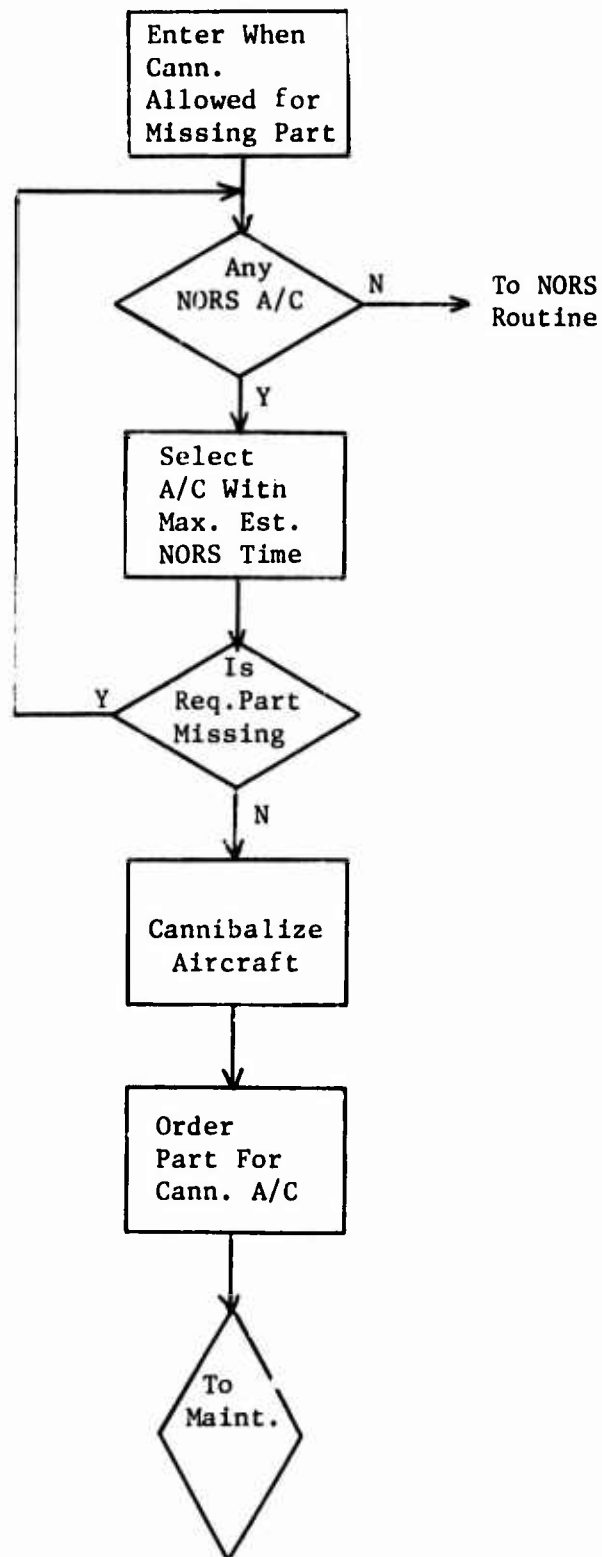 Enter When
Cann.
Allowed for
Missing Part
Any
NORS A/C
N
To NORS
Routine
Y
Select
A/C With
Max. Est.
NORS Time
Is
Req.Part
Missing
Y
N
Cannibalize
Aircraft
Order
Part For
Cann. A/C
To
Maint.